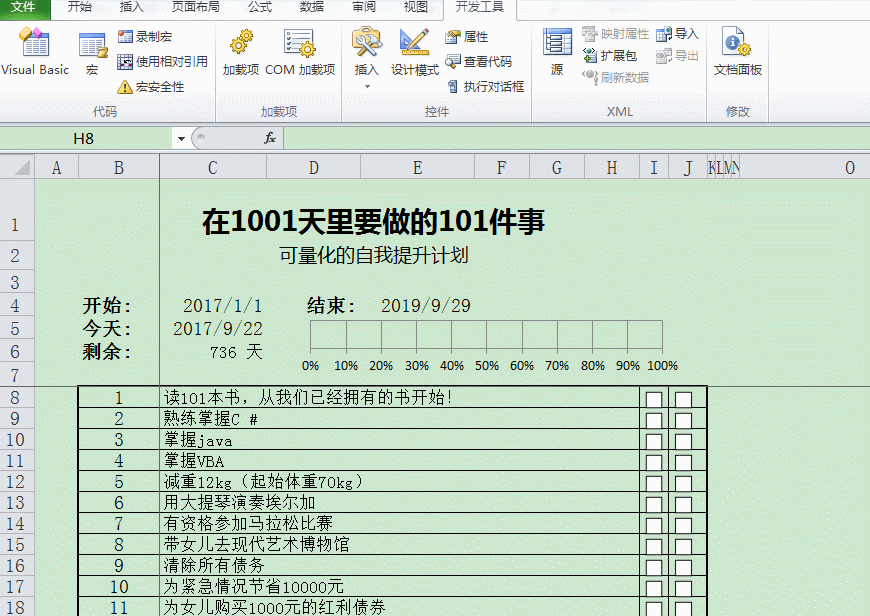 文件 开始 插入 页面布局 公式 数据 审阅 视图 开发工具
录制宏 属性 映射属性 导入
使用相对引用 查看代码 扩展包 导出
Visual Basic 宏 加载项 COM 加载项 插入 设计模式 源 文档面板
宏安全性 执行对话框 刷新数据
代码 加载项 控件 XML 修改
H8 fx
A B C D E F G H I J K L M N O
1 在1001天里要做的101件事
2 可量化的自我提升计划
3
4 开始: 2017/1/1 结束: 2019/9/29
5 今天: 2017/9/22
6 剩余: 736 天
0% 10% 20% 30% 40% 50% 60% 70% 80% 90% 100%
7
8 1 读101本书，从我们已经拥有的书开始!
9 2 熟练掌握C #
10 3 掌握java
11 4 掌握VBA
12 5 减重12kg（起始体重70kg）
13 6 用大提琴演奏埃尔加
14 7 有资格参加马拉松比赛
15 8 带女儿去现代艺术博物馆
16 9 清除所有债务
17 10 为紧急情况节省10000元
18 11 为女儿购买1000元的红利债券